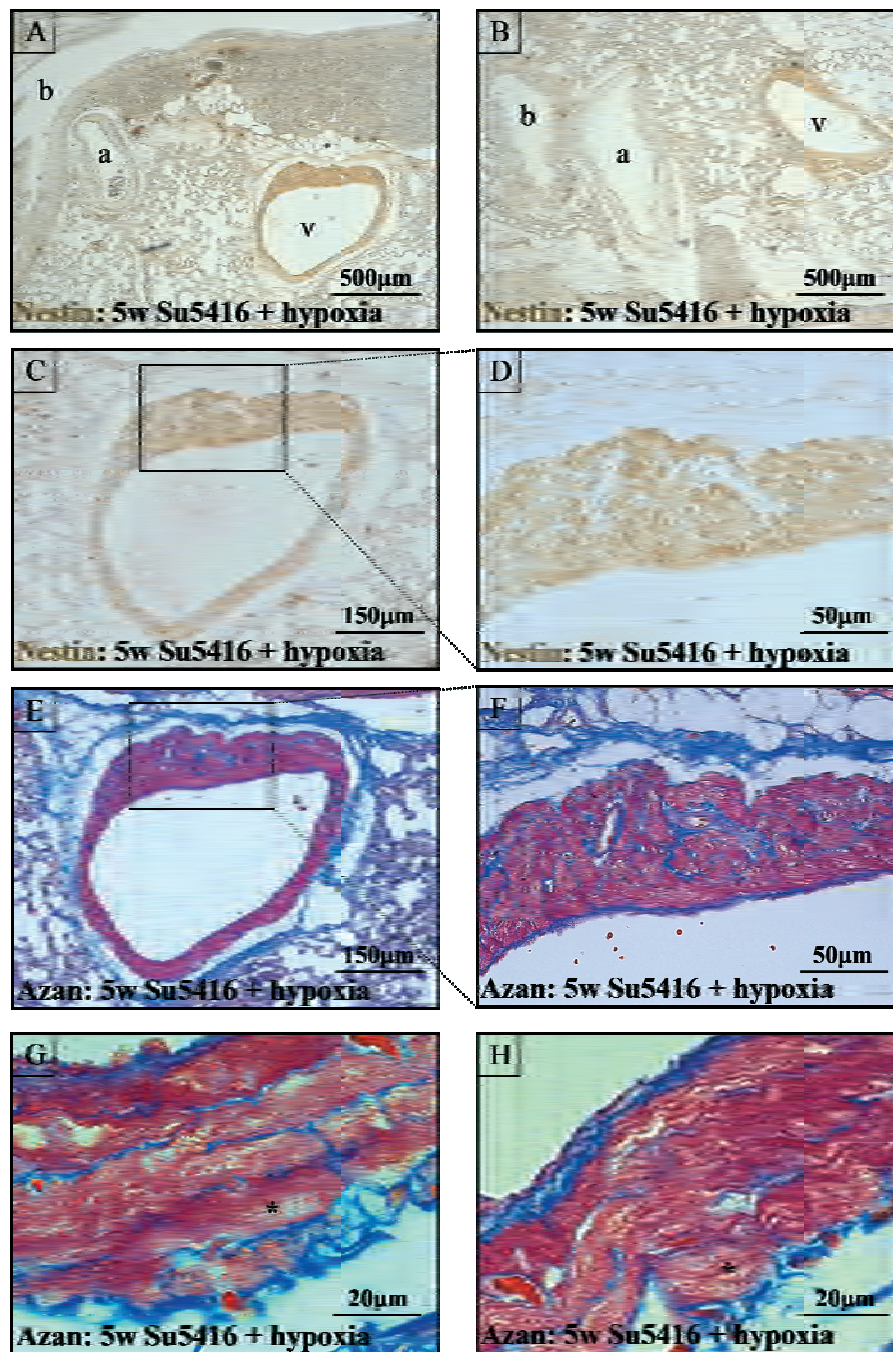 A
b
a
v
500μm
Nestin: 5w Su5416 + hypoxia
B
b
a
v
500μm
Nestin: 5w Su5416 + hypoxia
C
150μm
Nestin: 5w Su5416 + hypoxia
D
50μm
Nestin: 5w Su5416 + hypoxia
E
150μm
Azan: 5w Su5416 + hypoxia
F
50μm
Azan: 5w Su5416 + hypoxia
G
*
20μm
Azan: 5w Su5416 + hypoxia
H
*
20μm
Azan: 5w Su5416 + hypoxia